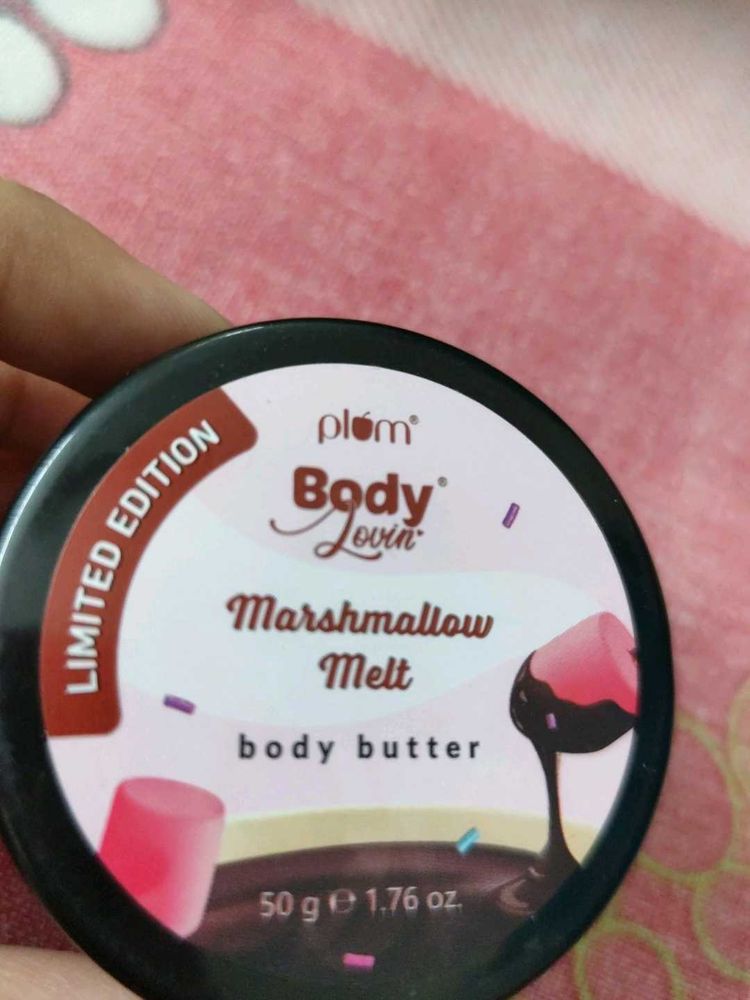 LIMITED EDITION
plum®
Body®
Lovin'
Marshmallow
Melt
body butter
50 g ℮ 1.76 oz.